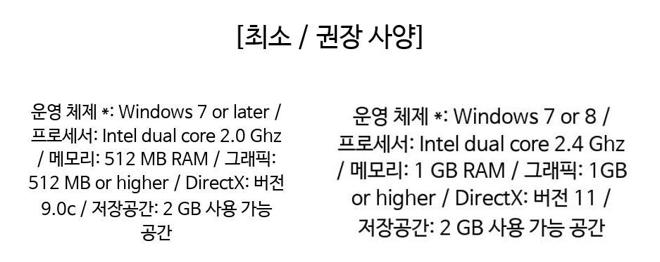 [최소 / 권장 사양]
운영 체제 *: Windows 7 or later /
프로세서: Intel dual core 2.0 Ghz
/ 메모리: 512 MB RAM / 그래픽:
512 MB or higher / DirectX: 버전
9.0c / 저장공간: 2 GB 사용 가능
공간
운영 체제 *: Windows 7 or 8 /
프로세서: Intel dual core 2.4 Ghz
/ 메모리: 1 GB RAM / 그래픽: 1GB
or higher / DirectX: 버전 11 /
저장공간: 2 GB 사용 가능 공간